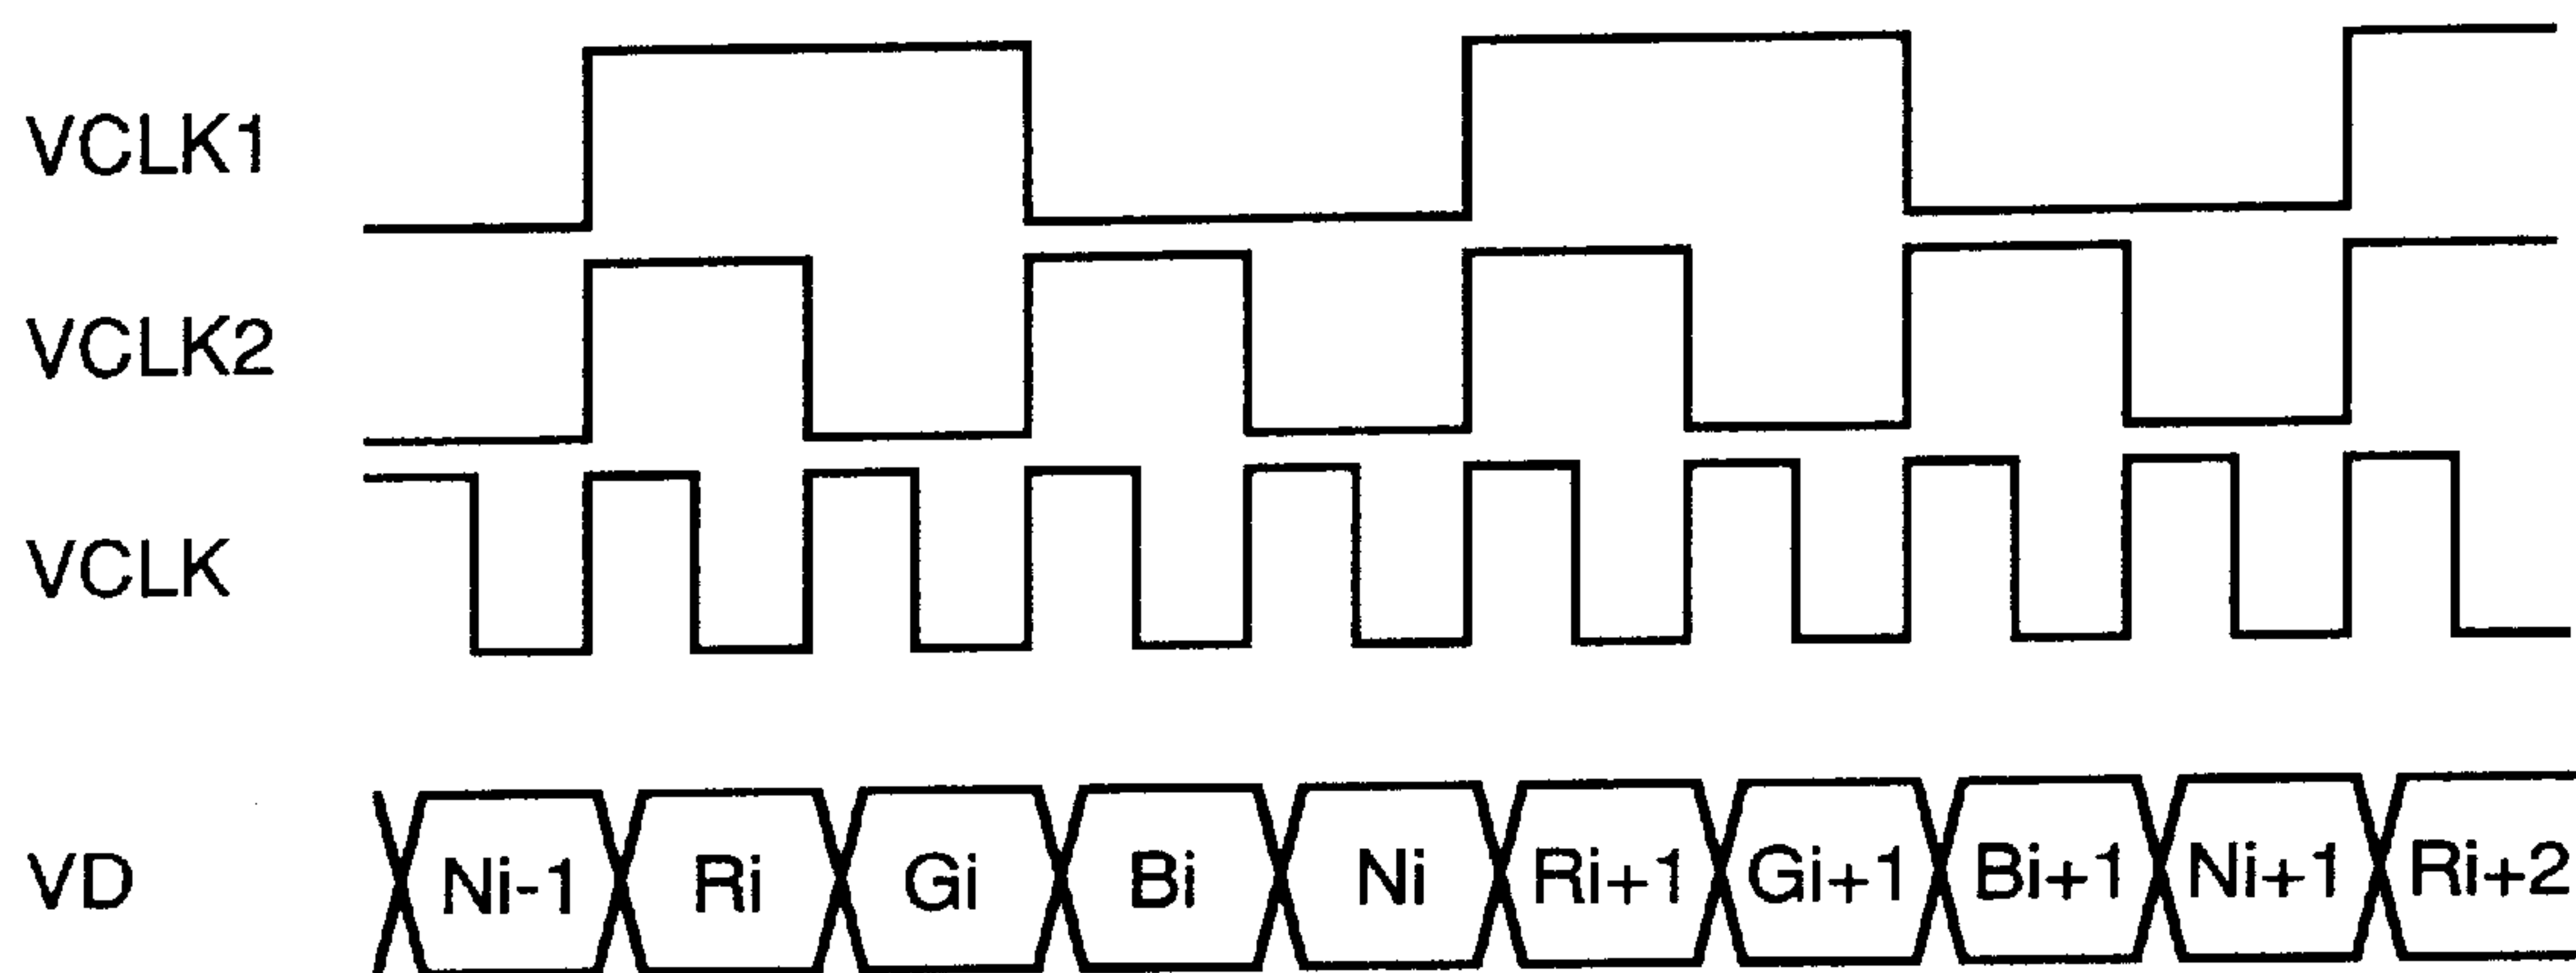 VCLK1
VCLK2
VCLK
VD Ni-1 Ri Gi Bi Ni Ri+1 Gi+1 Bi+1 Ni+1 Ri+2